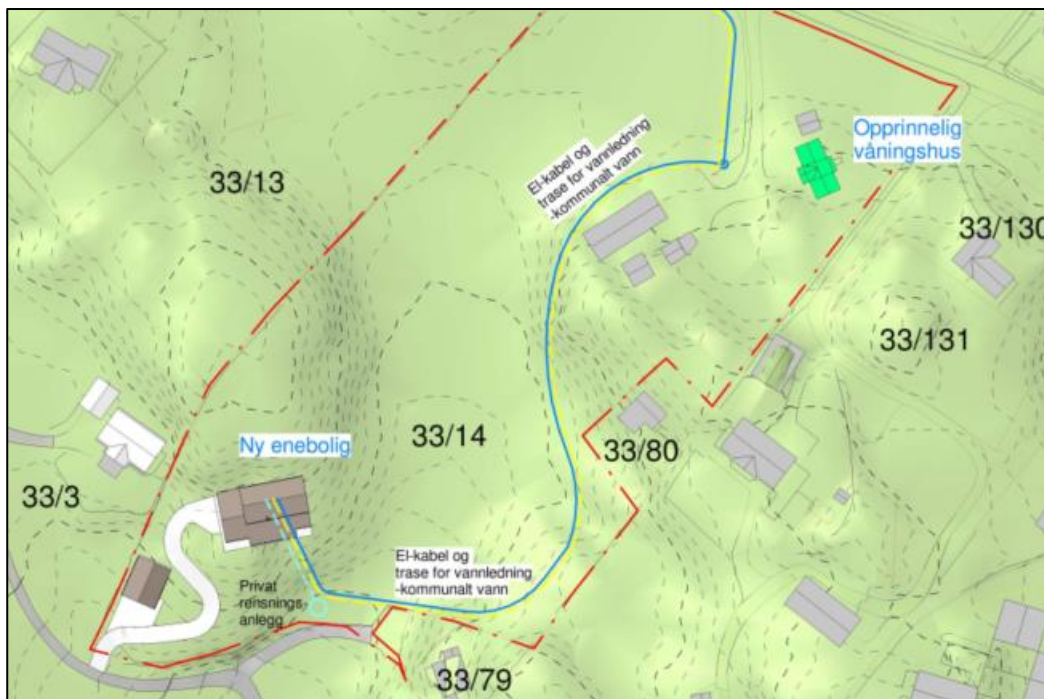 El-kabel og
trase for vannledning
-kommunalt vann
Opprinnelig
våningshus
33/13
33/130
33/131
33/14
33/80
Ny enebolig
33/3
El-kabel og
trase for vannledning
-kommunalt vann
Privat
rensnings-
anlegg
33/79